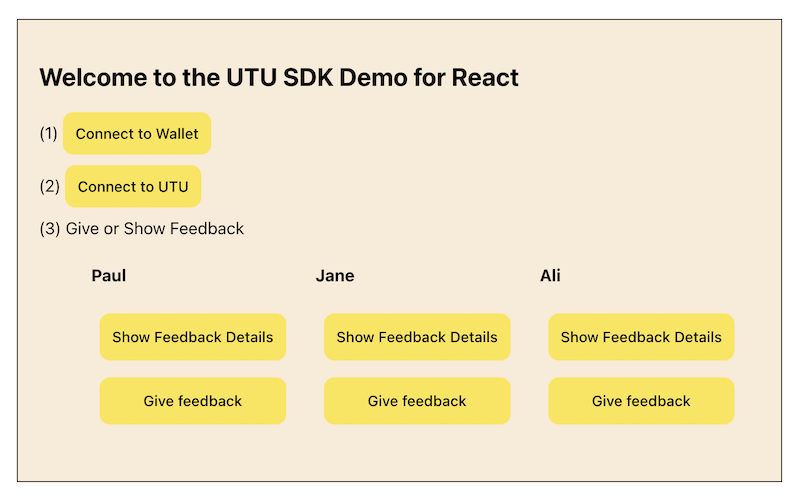 Welcome to the UTU SDK Demo for React
(1) Connect to Wallet
(2) Connect to UTU
(3) Give or Show Feedback
Paul Jane Ali
Show Feedback Details Show Feedback Details Show Feedback Details
Give feedback Give feedback Give feedback